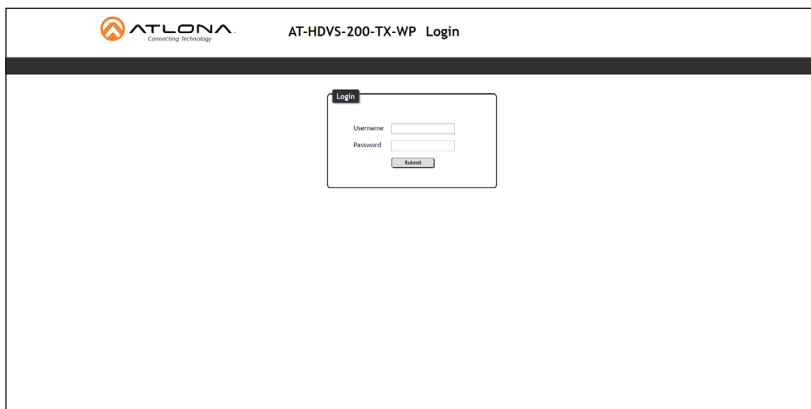 ATLONA.
Connecting Technology
AT-HDVS-200-TX-WP Login
Login
Username
Password
Submit